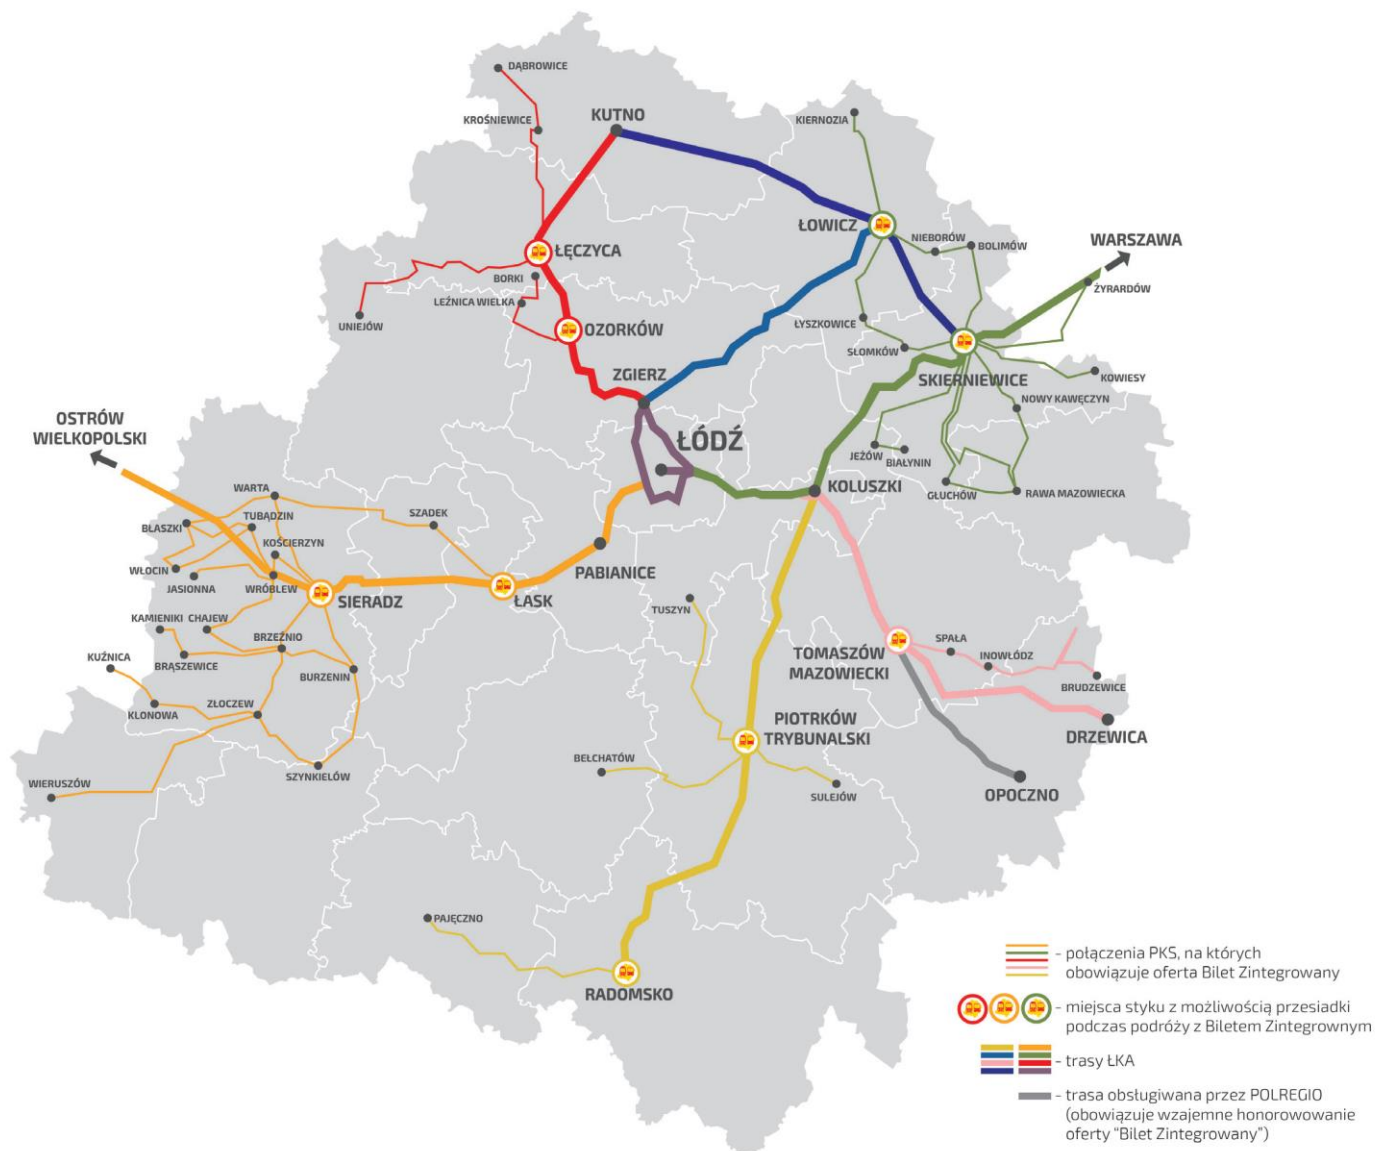 DĄBROWICE
KROŚNIEWICE
KUTNO
KIERNOZIA
ŁOWICZ
NIEBORÓW
BOLIMÓW
WARSZAWA
ŻYRARDÓW
ŁĘCZYCA
BORKI
LEŹNICA WIELKA
UNIEJÓW
OZORKÓW
ŁYSZKOWICE
SŁOMKÓW
SKIERNIEWICE
KOWIESY
ZGIERZ
NOWY KAWĘCZYN
OSTRÓW
WIELKOPOLSKI
ŁÓDŹ
JEŻÓW
BIAŁYNIN
KOLUSZKI
GŁUCHÓW
RAWA MAZOWIECKA
WARTA
TUBĄDZIN
BŁASZKI
KOŚCIERZYN
SZADEK
WŁOCIN
JASIONNA
WRÓBLEW
SIERADZ
ŁASK
PABIANICE
TUSZYN
KAMIENIKI
CHAJEW
BRZEŹNIO
KUŹNICA
BRĄSZEWICE
BURZENIN
KLONOWA
ZŁOCZEW
SZYNKIELÓW
WIERUSZÓW
TOMASZÓW
MAZOWIECKI
SPAŁA
INOWŁÓDZ
BRUDZEWICE
DRZEWICA
OPOCZNO
PIOTRKÓW
TRYBUNALSKI
BEŁCHATÓW
SULEJÓW
PAJĘCZNO
RADOMSKO
- połączenia PKS, na których
obowiązuje oferta Bilet Zintegrowany
- miejsca styku z możliwością przesiadki
podczas podróży z Biletem Zintegrownym
- trasy ŁKA
- trasa obsługiwana przez POLREGIO
(obowiązuje wzajemne honorowowanie
oferty "Bilet Zintegrowany")